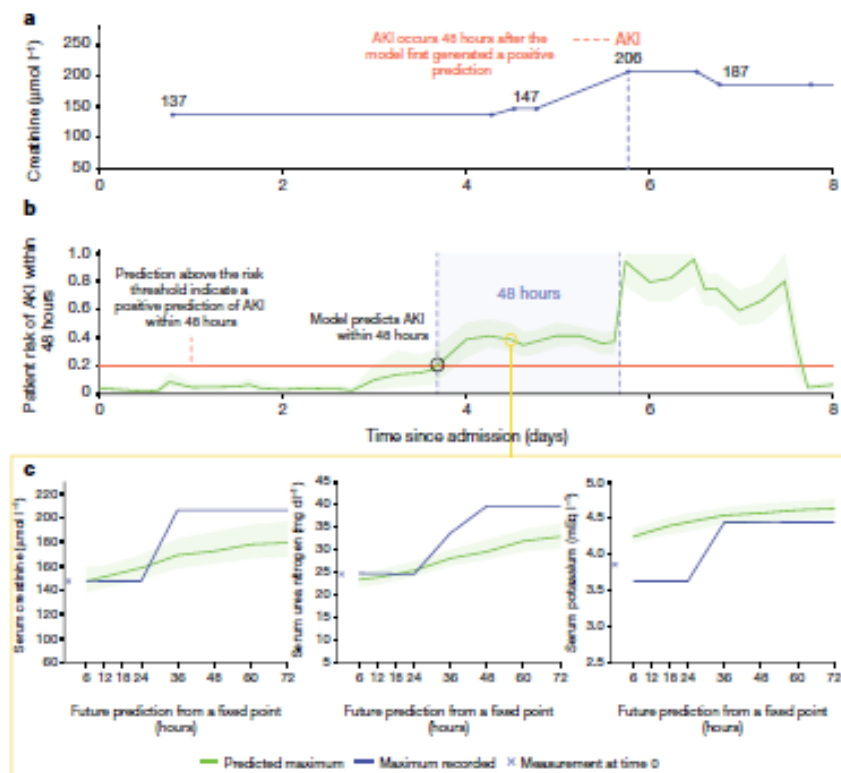 a
AKI occurs 48 hours after the
model first generated a positive
prediction
AKI
Creatinine (μmol l⁻¹)
250
200
150
100
50
137
147
206
187
0 2 4 6 8
b
Patient risk of AKI within
48 hours
1.0
0.8
0.6
0.4
0.2
0
Prediction above the risk
threshold indicate a
positive prediction of AKI
within 48 hours
Model predicts AKI
within 48 hours
48 hours
0 2 4 6 8
Time since admission (days)
c
Serum creatinine (μmol l⁻¹)
220
200
180
160
140
120
100
80
60
6 12 18 24 36 48 60 72
Future prediction from a fixed point
(hours)
Serum urea nitrogen (mg dl⁻¹)
45
40
35
30
25
20
15
10
5
6 12 18 24 36 48 60 72
Future prediction from a fixed point
(hours)
Serum potassium (mEq l⁻¹)
5.0
4.5
4.0
3.5
3.0
2.5
6 12 18 24 36 48 60 72
Future prediction from a fixed point
(hours)
Predicted maximum Maximum recorded × Measurement at time 0